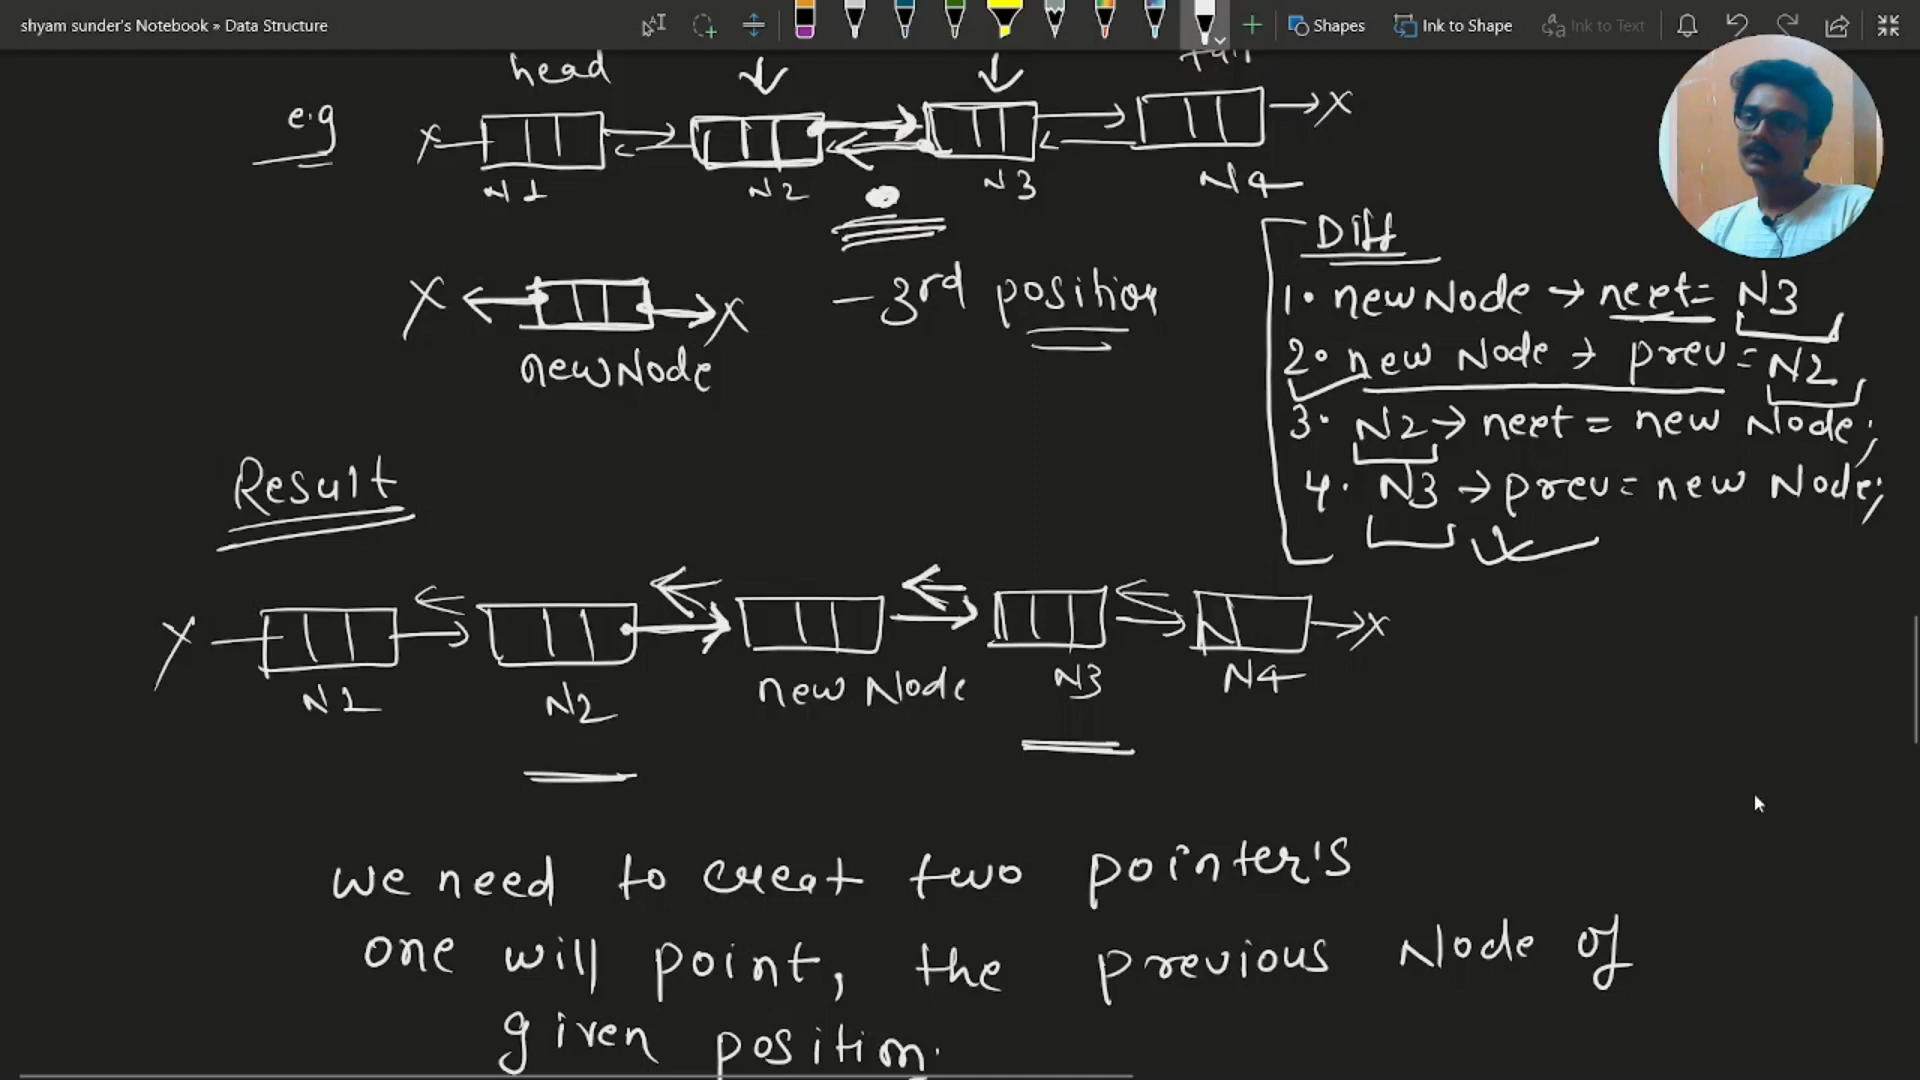 shyam sunder's Notebook » Data Structure
Shapes
Ink to Shape
Ink to Text
head
e.g
X
X
N1
N2
N3
N4
X
X
newNode
- 3rd position
Diff
1. newNode → next = N3
2. new Node → prev = N2
3. N2 → next = new Node;
4. N3 → prev = new Node;
Result
X
X
N1
N2
new Node
N3
N4
we need to creat two pointer's
one will point, the previous Node of
given position.